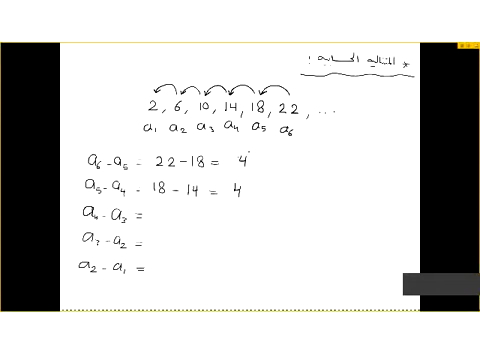 * المتتالية الحسابية :
2, 6, 10, 14, 18, 22, ...
a₁ a₂ a₃ a₄ a₅ a₆
a₆ - a₅ = 22 - 18 = 4
a₅ - a₄ = 18 - 14 = 4
a₄ - a₃ =
a₃ - a₂ =
a₂ - a₁ =